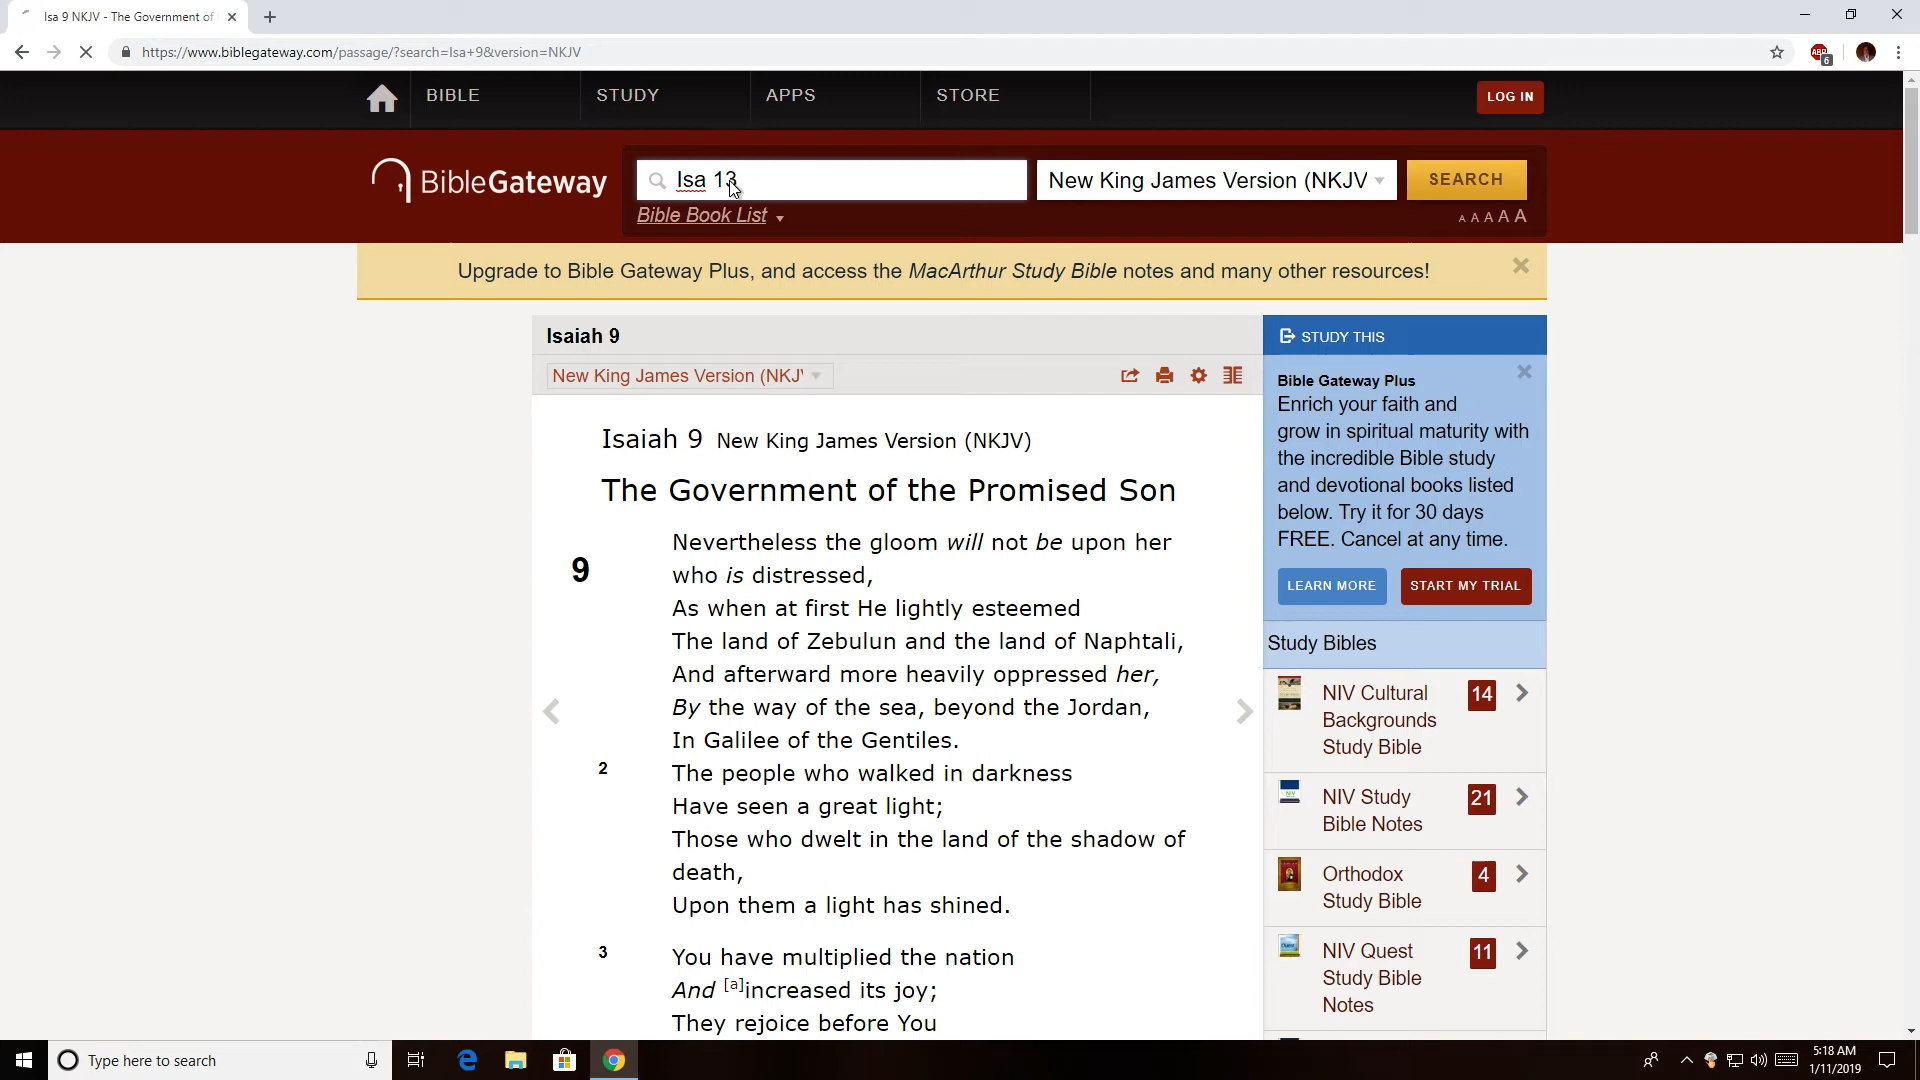 Isa 9 NKJV - The Government of
https://www.biblegateway.com/passage/?search=Isa+9&version=NKJV
ABP
6
BIBLE
STUDY
APPS
STORE
LOG IN
BibleGateway
Isa 13
New King James Version (NKJV
SEARCH
Bible Book List
A A A A A
Upgrade to Bible Gateway Plus, and access the MacArthur Study Bible notes and many other resources!
Isaiah 9
New King James Version (NKJV
Isaiah 9 New King James Version (NKJV)
The Government of the Promised Son
9 Nevertheless the gloom will not be upon her
who is distressed,
As when at first He lightly esteemed
The land of Zebulun and the land of Naphtali,
And afterward more heavily oppressed her,
By the way of the sea, beyond the Jordan,
In Galilee of the Gentiles.
2 The people who walked in darkness
Have seen a great light;
Those who dwelt in the land of the shadow of
death,
Upon them a light has shined.
3 You have multiplied the nation
And [a]increased its joy;
They rejoice before You
STUDY THIS
Bible Gateway Plus
Enrich your faith and
grow in spiritual maturity with
the incredible Bible study
and devotional books listed
below. Try it for 30 days
FREE. Cancel at any time.
LEARN MORE
START MY TRIAL
Study Bibles
NIV Cultural
Backgrounds
Study Bible
14
NIV Study
Bible Notes
21
Orthodox
Study Bible
4
NIV Quest
Study Bible
Notes
11
Type here to search
5:18 AM
1/11/2019